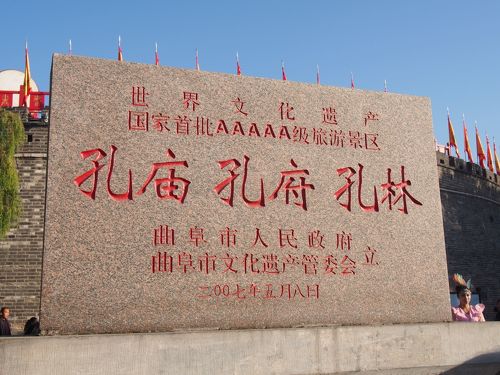 世界文化遗产
国家首批AAAAA级旅游景区
孔庙 孔府 孔林
曲阜市人民政府
曲阜市文化遗产管委会 立
二00七年五月八日